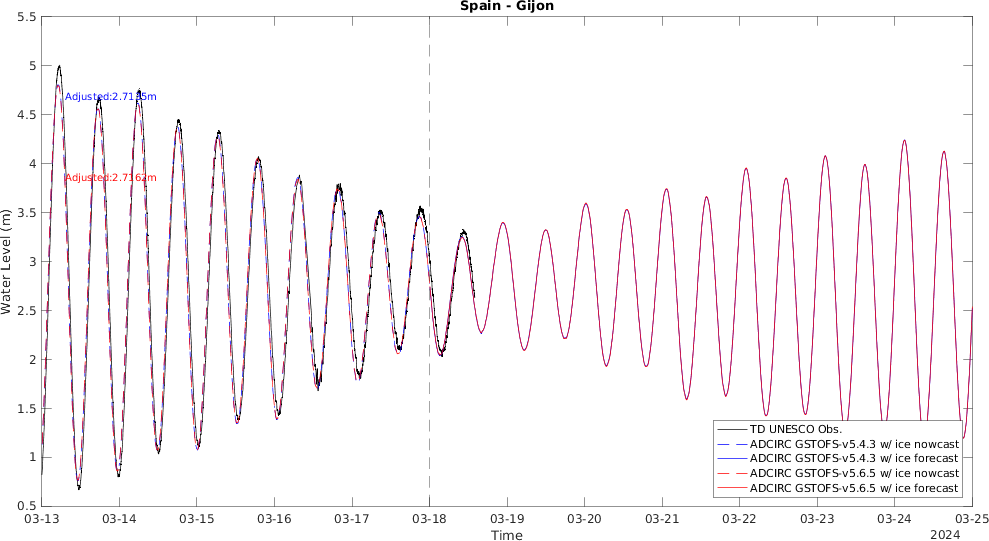 Spain - Gijon
5.5
5
4.5
4
3.5
3
2.5
2
1.5
1
0.5
Water Level (m)
Adjusted:2.7162m
TD UNESCO Obs.
ADCIRC GSTOFS-v5.4.3 w/ ice nowcast
ADCIRC GSTOFS-v5.4.3 w/ ice forecast
ADCIRC GSTOFS-v5.6.5 w/ ice nowcast
ADCIRC GSTOFS-v5.6.5 w/ ice forecast
03-13 03-14 03-15 03-16 03-17 03-18 03-19 03-20 03-21 03-22 03-23 03-24 03-25
Time
2024